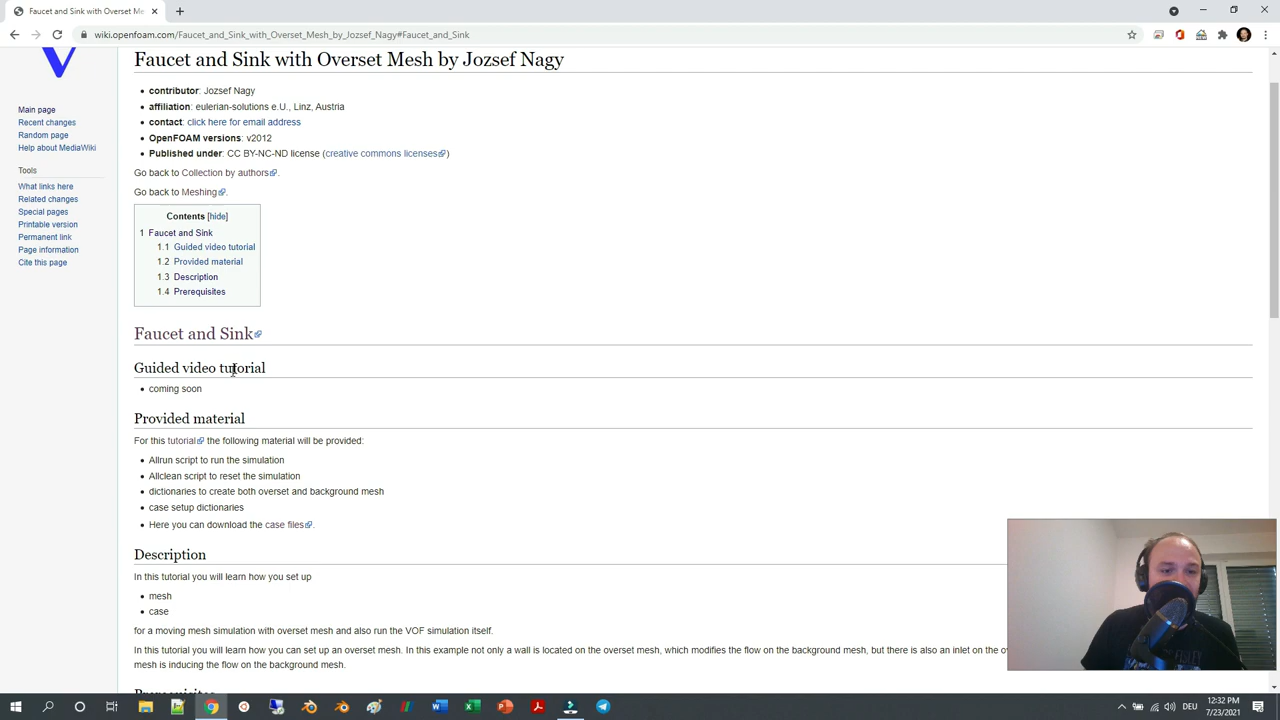 Faucet and Sink with Overset Me
wiki.openfoam.com/Faucet_and_Sink_with_Overset_Mesh_by_Jozsef_Nagy#Faucet_and_Sink
Faucet and Sink with Overset Mesh by Jozsef Nagy
contributor: Jozsef Nagy
affiliation: eulerian-solutions e.U., Linz, Austria
contact: click here for email address
OpenFOAM versions: v2012
Published under: CC BY-NC-ND license (creative commons licenses)
Go back to Collection by authors.
Go back to Meshing.
Main page
Recent changes
Random page
Help about MediaWiki
Tools
What links here
Related changes
Special pages
Printable version
Permanent link
Page information
Cite this page
Contents [hide]
1 Faucet and Sink
1.1 Guided video tutorial
1.2 Provided material
1.3 Description
1.4 Prerequisites
Faucet and Sink
Guided video tutorial
coming soon
Provided material
For this tutorial the following material will be provided:
Allrun script to run the simulation
Allclean script to reset the simulation
dictionaries to create both overset and background mesh
case setup dictionaries
Here you can download the case files.
Description
In this tutorial you will learn how you set up
mesh
case
for a moving mesh simulation with overset mesh and also run the VOF simulation itself.
In this tutorial you will learn how you can set up an overset mesh. In this example not only a wall is located on the overset mesh, which modifies the flow on the background mesh, but there is also an inlet on the
mesh is inducing the flow on the background mesh.
Prerequisites
DEU
12:32 PM
7/23/2021